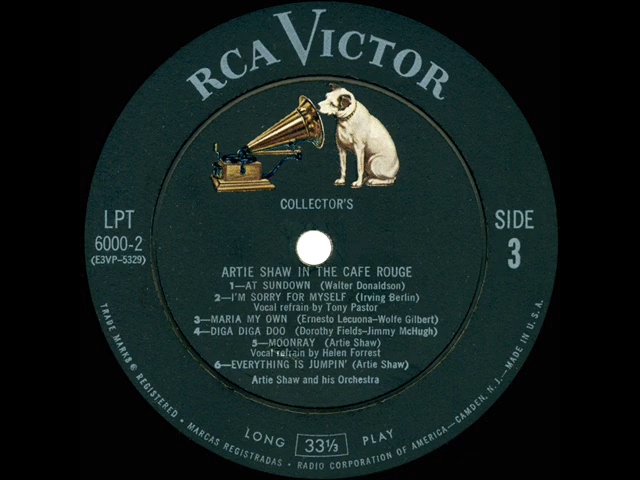 RCA VICTOR
COLLECTOR'S
LPT
6000-2
(E3VP-5329)
SIDE
3
ARTIE SHAW IN THE CAFE ROUGE
1—AT SUNDOWN (Walter Donaldson)
2—I'M SORRY FOR MYSELF (Irving Berlin)
Vocal refrain by Tony Pastor
3—MARIA MY OWN (Ernesto Lecuona-Wolfe Gilbert)
4—DIGA DIGA DOO (Dorothy Fields-Jimmy McHugh)
5—MOONRAY (Artie Shaw)
Vocal refrain by Helen Forrest
6—EVERYTHING IS JUMPIN' (Artie Shaw)
Artie Shaw and his Orchestra
LONG 33⅓ PLAY
TRADE MARKS ® REGISTERED • MARCAS REGISTRADAS • RADIO CORPORATION OF AMERICA—CAMDEN, N. J.—MADE IN U.S.A.